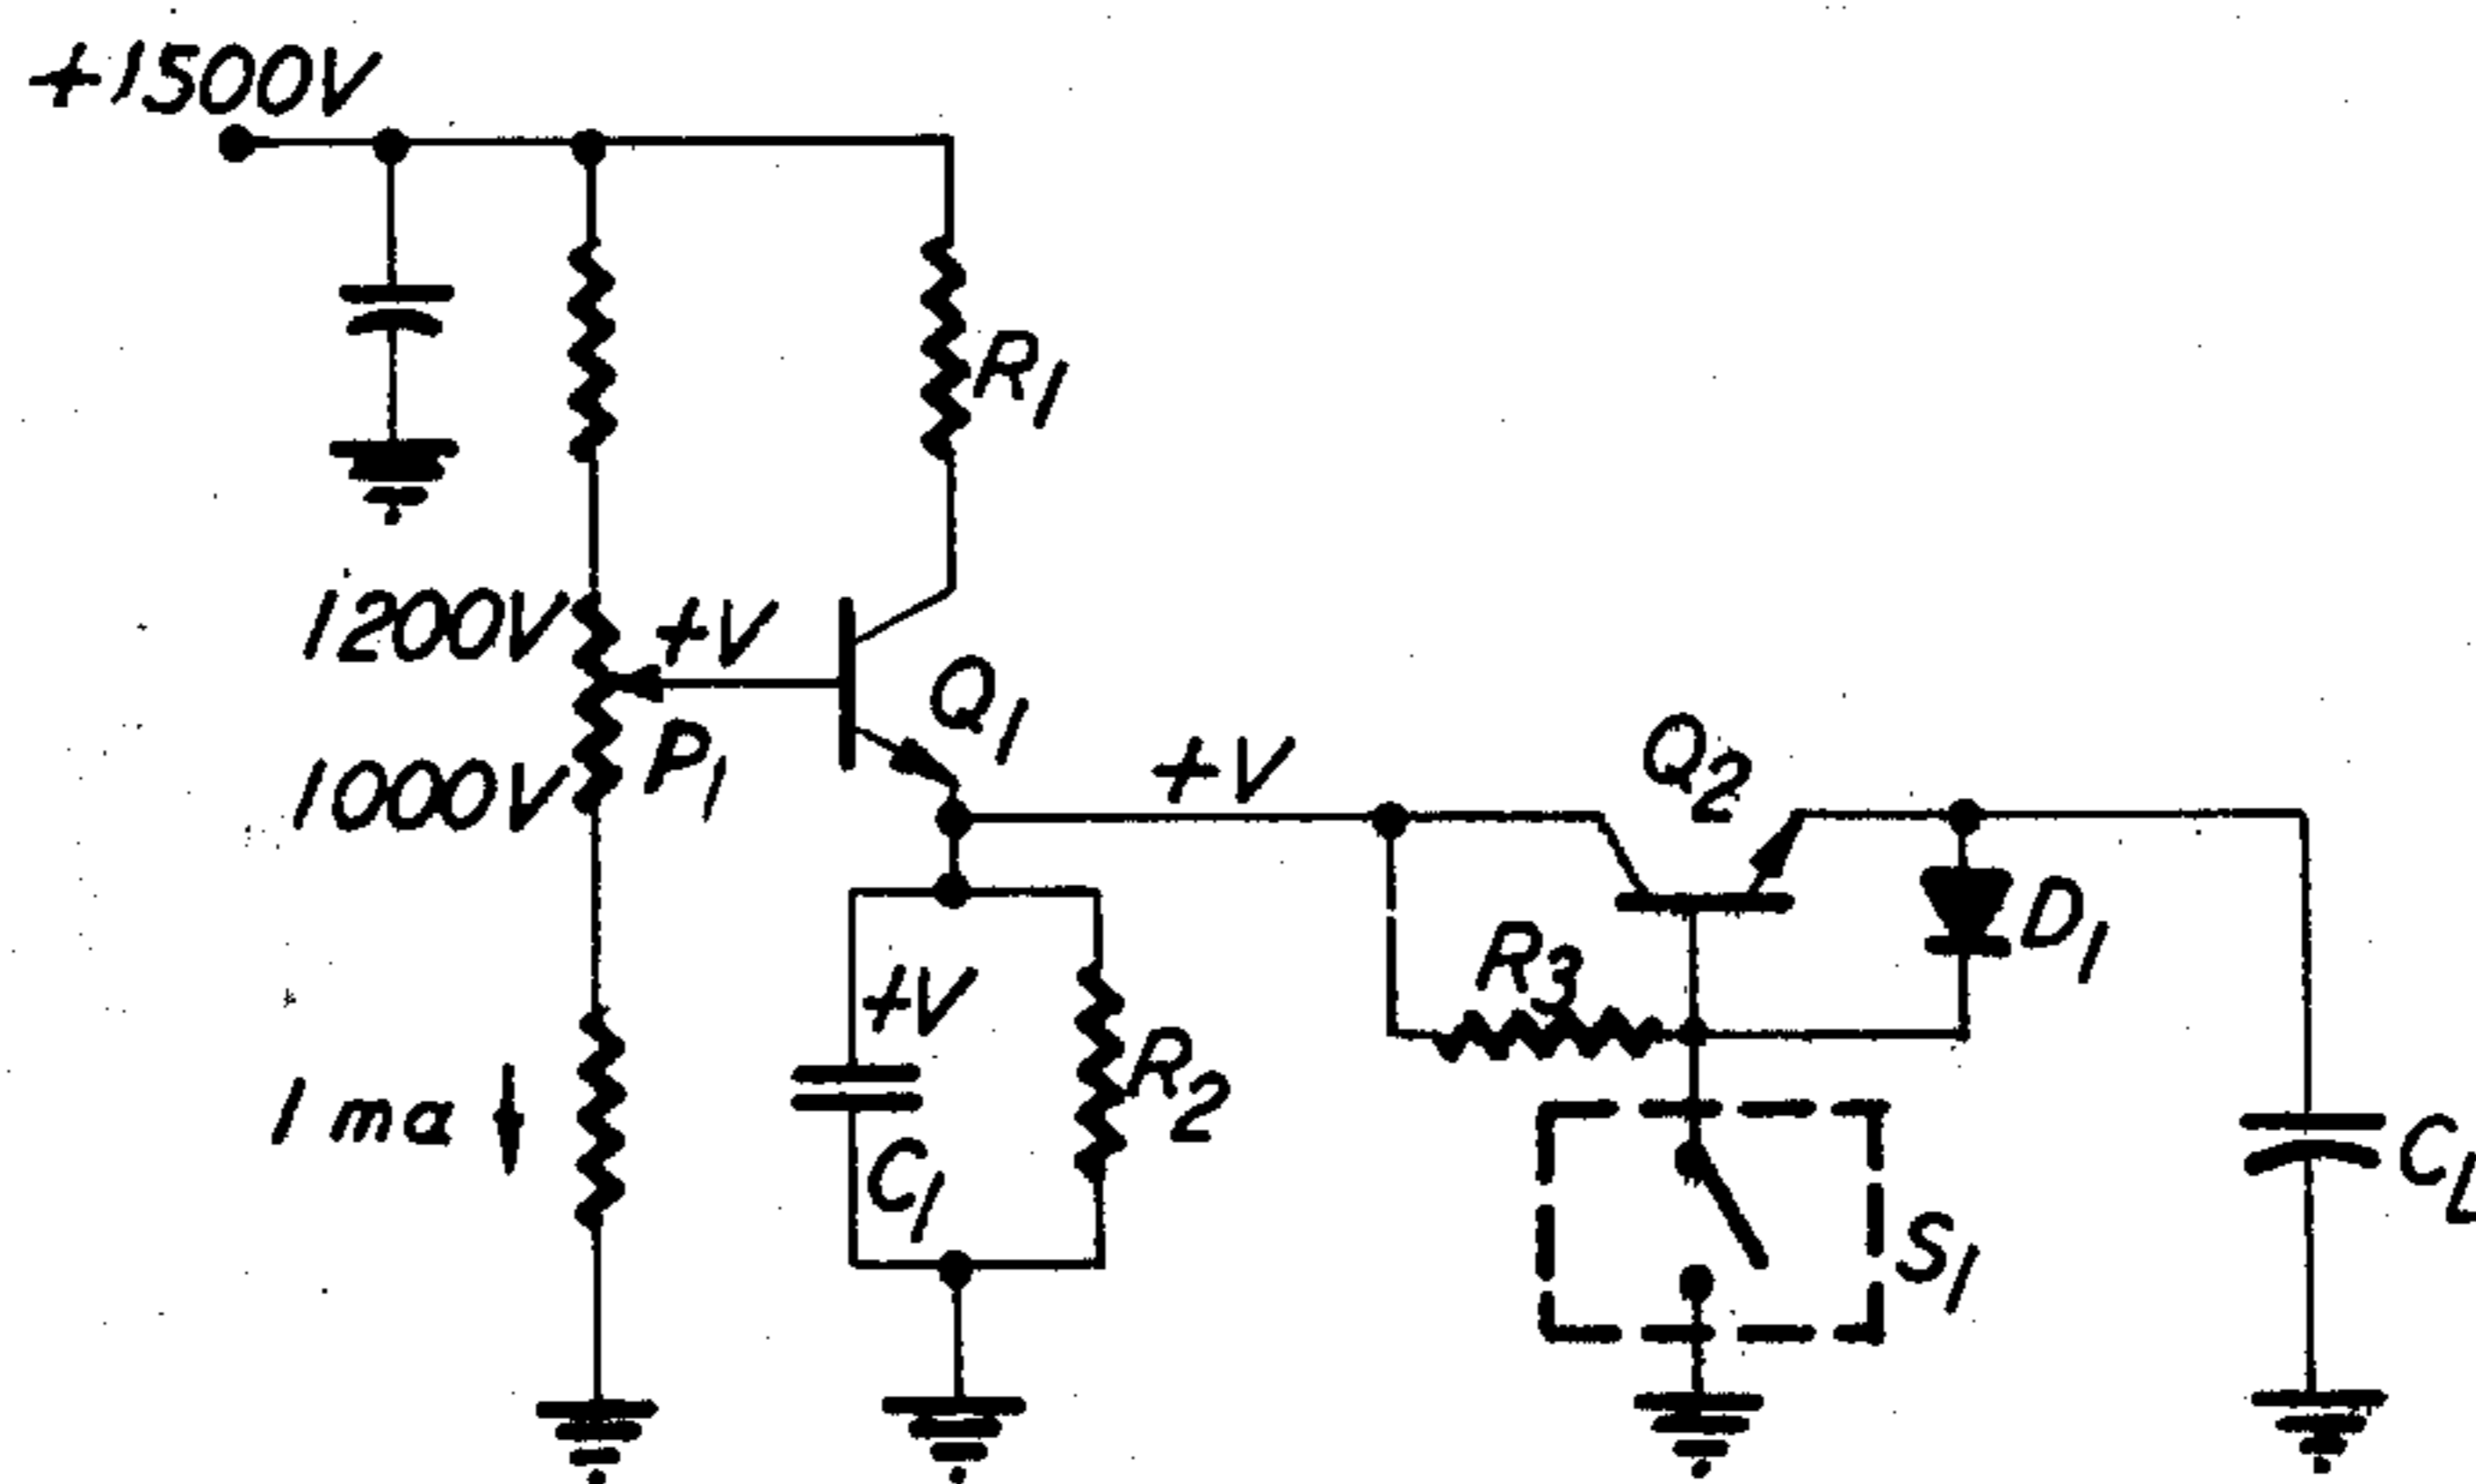 +1500V
R1
1200V
+V
Q1
P1
1000V
+V
Q2
D1
R3
+V
R2
1 ma
C1
CL
S1